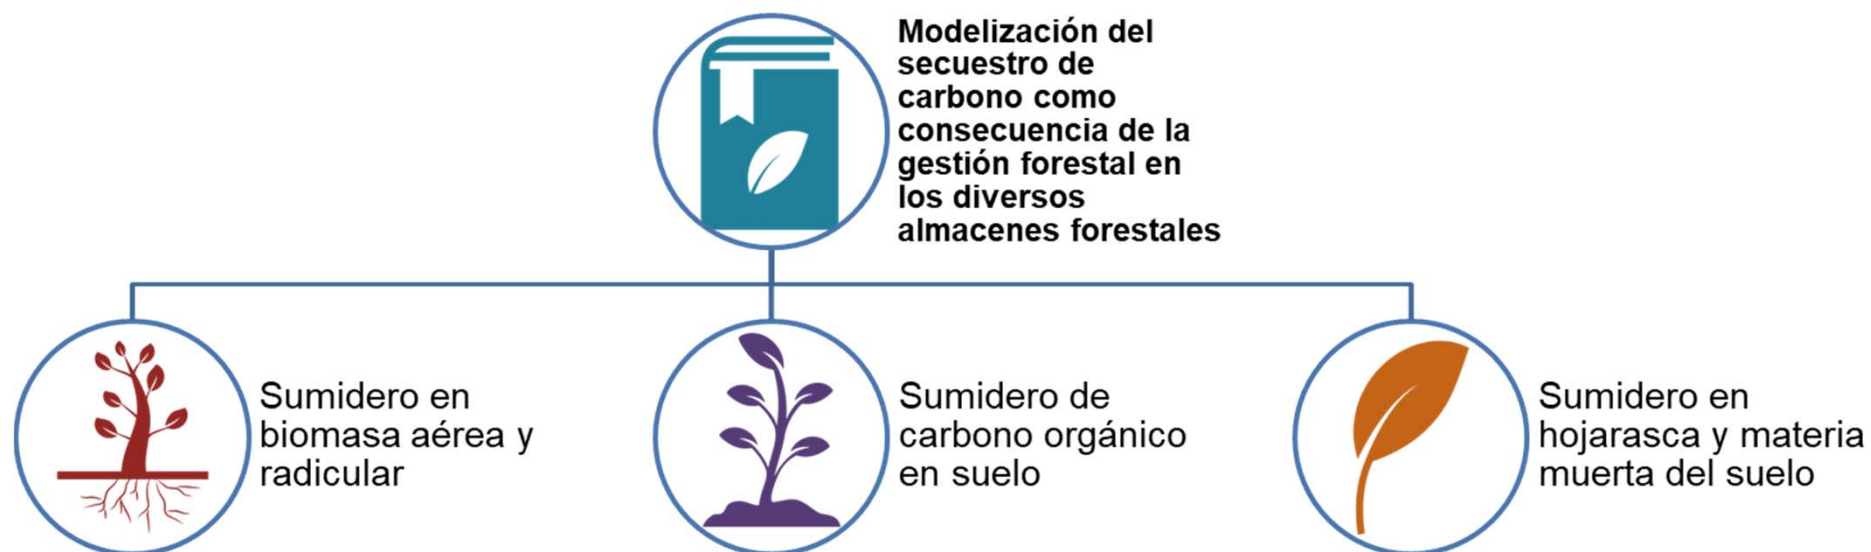 Modelización del
secuestro de
carbono como
consecuencia de la
gestión forestal en
los diversos
almacenes forestales
Sumidero en
biomasa aérea y
radicular
Sumidero de
carbono orgánico
en suelo
Sumidero en
hojarasca y materia
muerta del suelo